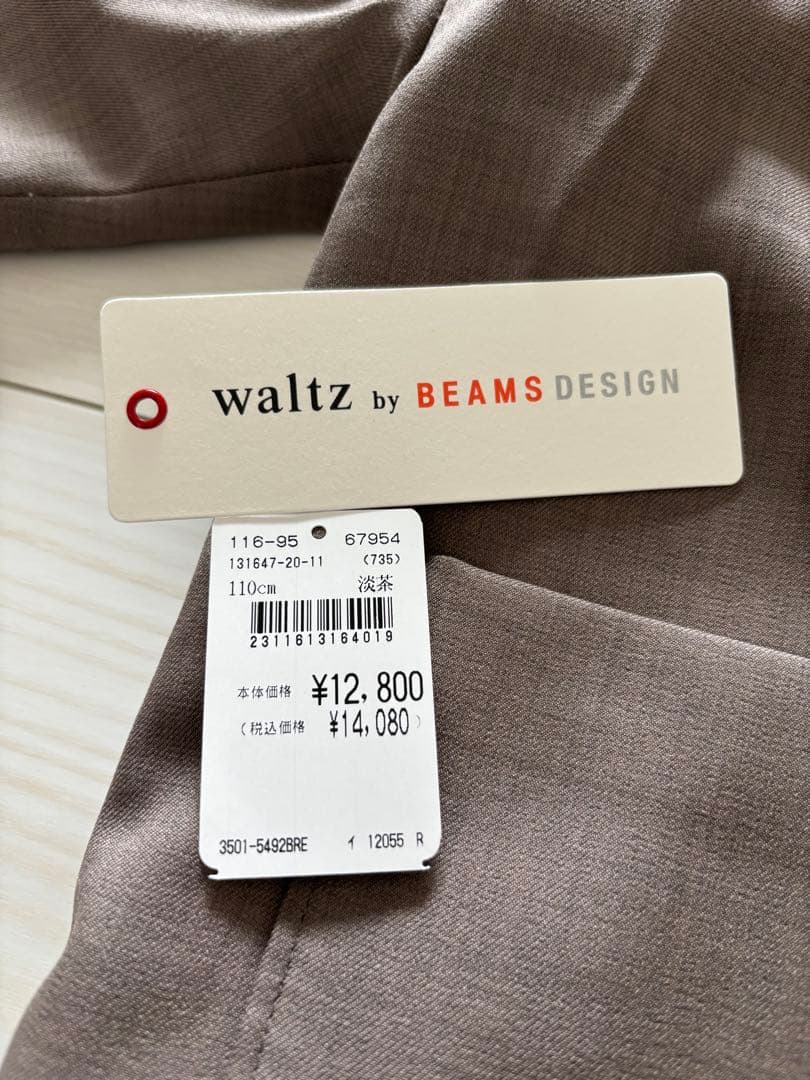 waltz by BEAMS DESIGN
116-95 67954
131647-20-11 (735)
110cm 淡茶
2311613164019
本体価格 ¥12,800
(税込価格 ¥14,080)
3501-5492BRE イ 12055 R